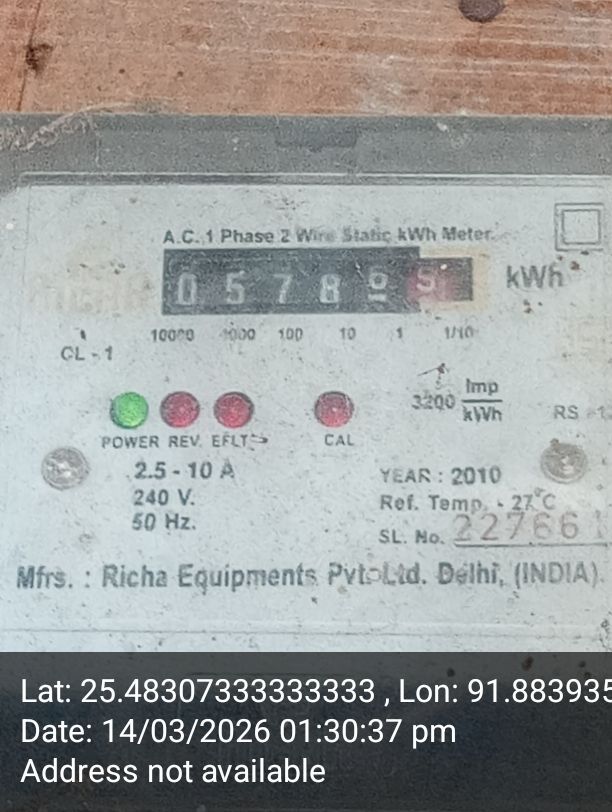 A.C. 1 Phase 2 Wire Static kWh Meter.
0 5 7 8 5 kWh
10000 1000 100 10 1 1/10
CL - 1
3200 Imp/kWh
RS
POWER REV. EFLT CAL
2.5 - 10 A
240 V.
50 Hz.
YEAR : 2010
Ref. Temp. - 27°C
SL. No. 227661
Mfrs. : Richa Equipments Pvt. Ltd. Delhi, (INDIA).
Lat: 25.48307333333333 , Lon: 91.883935
Date: 14/03/2026 01:30:37 pm
Address not available